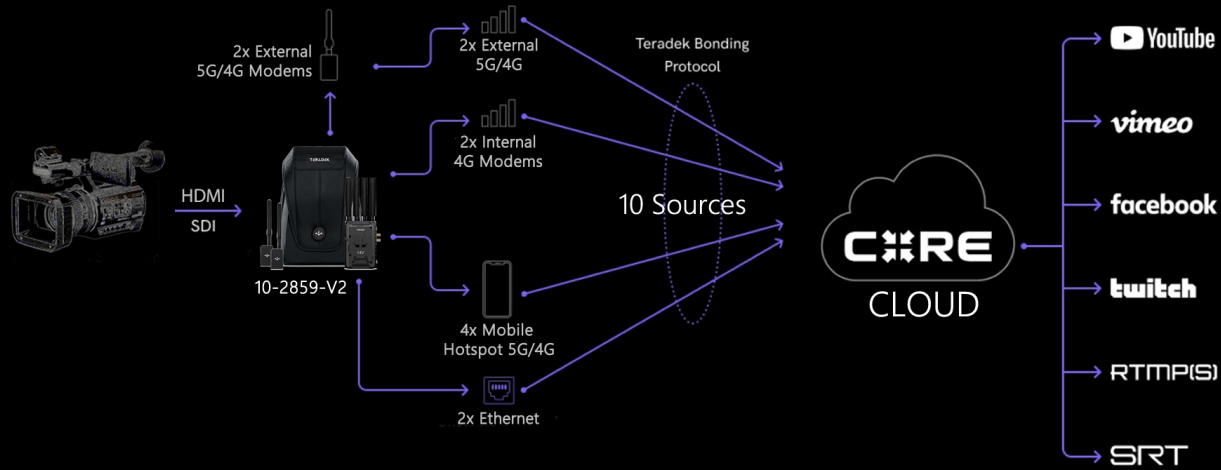 2x External
5G/4G Modems
2x External
5G/4G
Teradek Bonding
Protocol
YouTube
2x Internal
4G Modems
vimeo
HDMI
SDI
TERADEK
10 Sources
facebook
CORE
CLOUD
10-2859-V2
twitch
4x Mobile
Hotspot 5G/4G
RTMP(S)
2x Ethernet
SRT